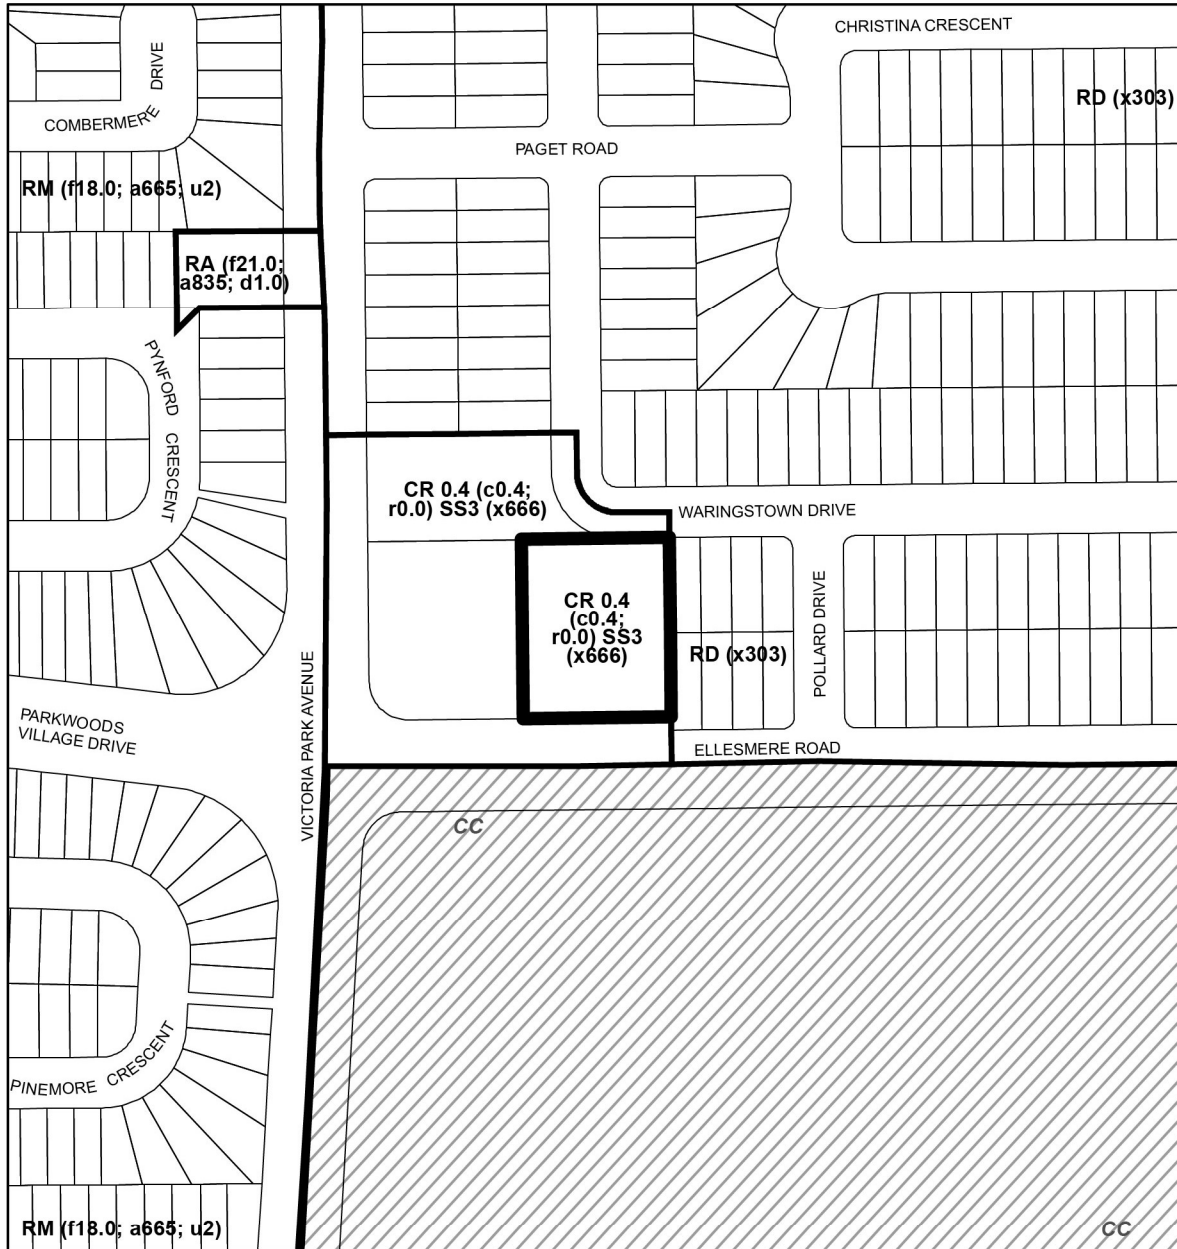 CHRISTINA CRESCENT
DRIVE
COMBERMERE
RD (x303)
PAGET ROAD
RM (f18.0; a665; u2)
RA (f21.0;
a835; d1.0)
PYNFORD CRESCENT
CR 0.4 (c0.4;
r0.0) SS3 (x666)
WARINGSTOWN DRIVE
CR 0.4
(c0.4;
r0.0) SS3
(x666)
RD (x303)
POLLARD DRIVE
VICTORIA PARK AVENUE
PARKWOODS
VILLAGE DRIVE
ELLESMERE ROAD
CC
PINEMORE CRESCENT
RM (f18.0; a665; u2)
CC